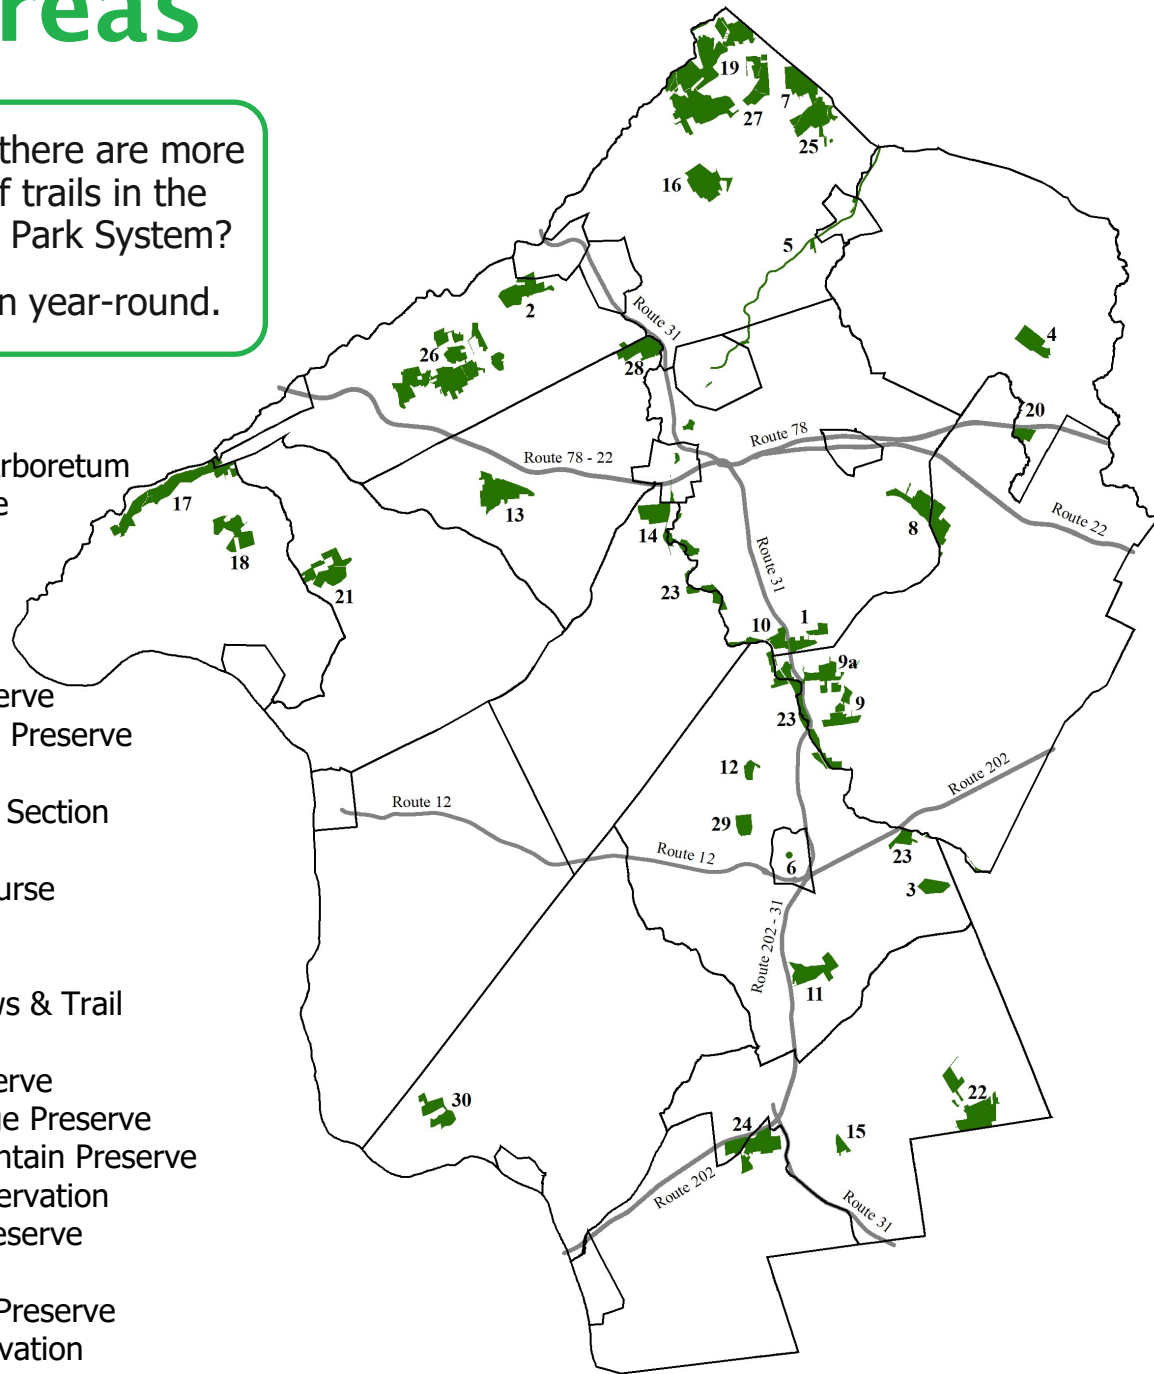 reas
there are more
f trails in the
Park System?
n year-round.
rboretum
e
erve
Preserve
Section
urse
ws & Trail
erve
ge Preserve
ntain Preserve
ervation
eserve
Preserve
vation
19
7
27
25
16
5
2
Route 31
4
26
28
20
Route 78
Route 78 - 22
17
13
8
Route 22
14
18
Route 31
21
23
10
1
9a
9
23
12
Route 202
Route 12
29
Route 12
6
23
3
Route 202 - 31
11
30
22
24
15
Route 202
Route 31